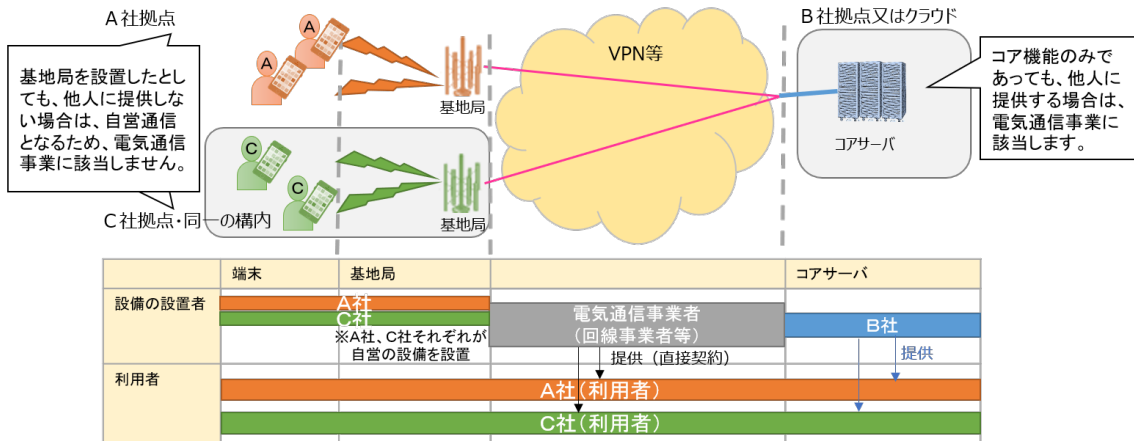 A社拠点
基地局を設置したとし
ても、他人に提供しな
い場合は、自営通信
となるため、電気通信
事業に該当しません。
A
A
基地局
C
C
基地局
C社拠点・同一の構内
VPN等
B社拠点又はクラウド
コアサーバ
コア機能のみで
あっても、他人に
提供する場合は、
電気通信事業に
該当します。
端末
基地局
コアサーバ
設備の設置者
A社
C社
※A社、C社それぞれが
自営の設備を設置
電気通信事業者
(回線事業者等)
B社
提供(直接契約)
提供
利用者
A社(利用者)
C社(利用者)